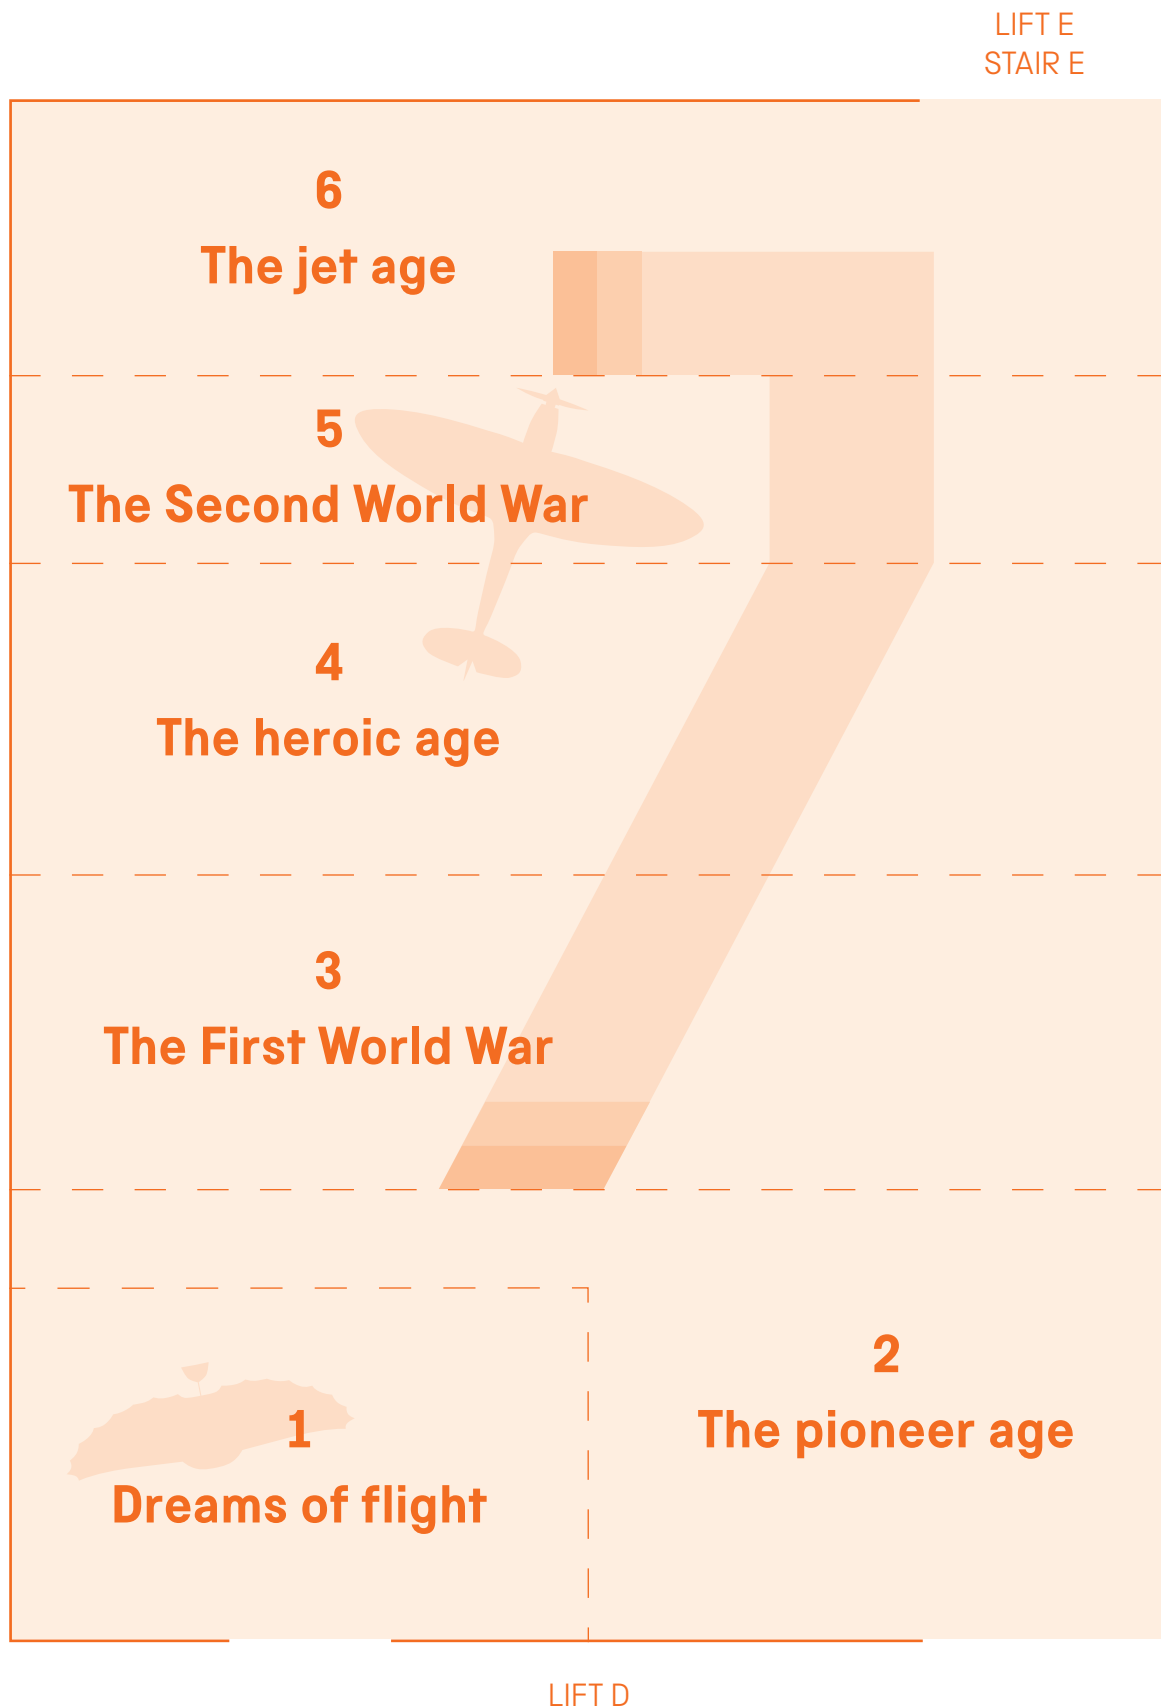 LIFT E
STAIR E
6
The jet age
5
The Second World War
4
The heroic age
3
The First World War
2
The pioneer age
1
Dreams of flight
LIFT D